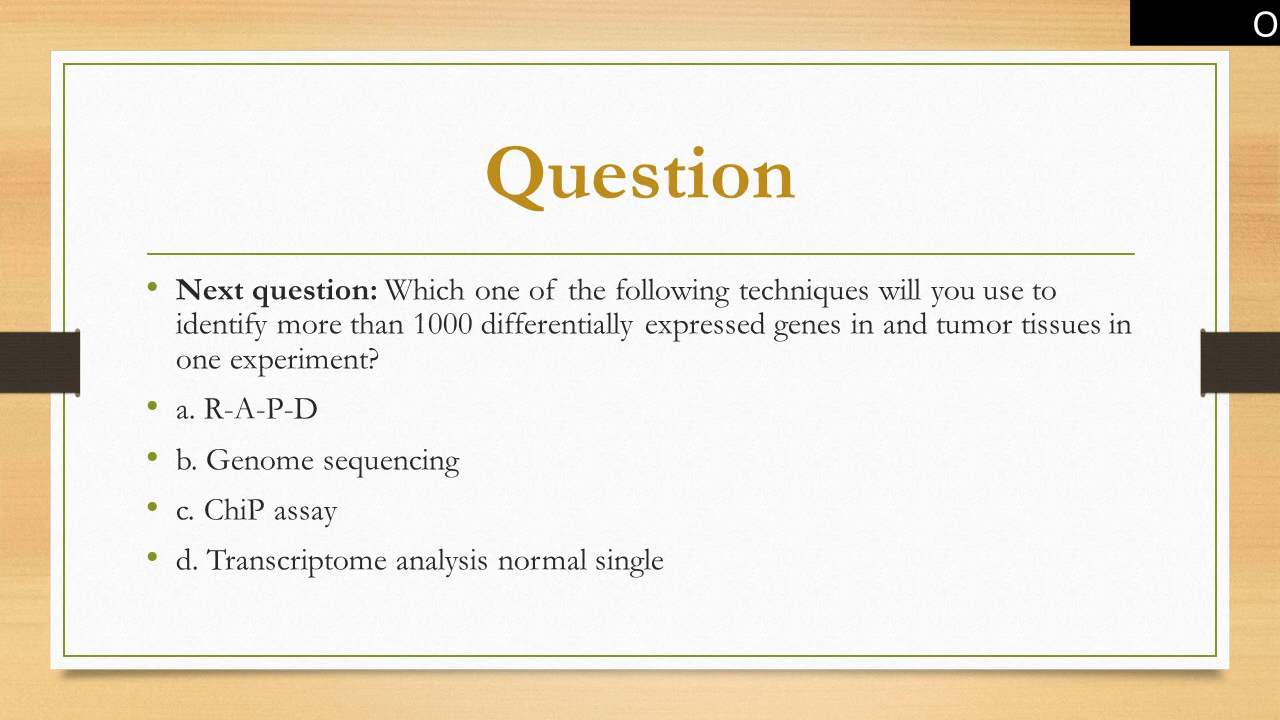 O
Question
• Next question: Which one of the following techniques will you use to
identify more than 1000 differentially expressed genes in and tumor tissues in
one experiment?
• a. R-A-P-D
• b. Genome sequencing
• c. ChiP assay
• d. Transcriptome analysis normal single